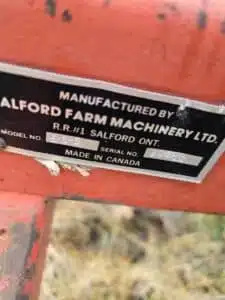 MANUFACTURED BY
ALFORD FARM MACHINERY LTD.
R.R.#1 SALFORD ONT.
MODEL NO. SERIAL NO.
MADE IN CANADA